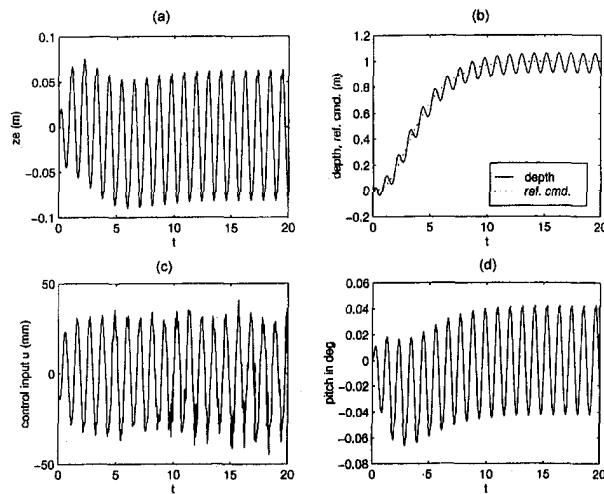 (a)
0.1
0.05
0
-0.05
-0.1
ze (m)
0 5 10 15 20
t
(b)
1.4
1.2
1
0.8
0.6
0.4
0.2
0
-0.2
depth, ref. cmd. (m)
depth
ref. cmd.
0 5 10 15 20
t
(c)
50
0
-50
control input u (mm)
0 5 10 15 20
t
(d)
0.06
0.04
0.02
0
-0.02
-0.04
-0.06
-0.08
pitch in deg
0 5 10 15 20
t